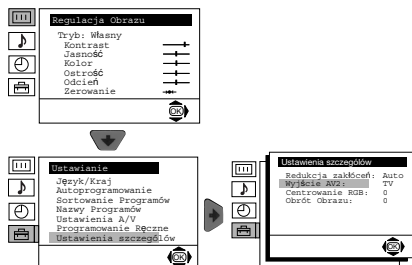 Regulacja Obrazu
Tryb: Własny
Kontrast
Jasność
Kolor
Ostrość
Odcień
Zerowanie
OK
Ustawianie
Język/Kraj
Autoprogramowanie
Sortowanie Programów
Nazwy Programów
Ustawienia A/V
Programowanie Ręczne
Ustawienia szczegółów
OK
Ustawienia szczegółów
Redukcja zakłóceń: Auto
Wyjście AV2: TV
Centrowanie RGB: 0
Obrót Obrazu: 0
OK